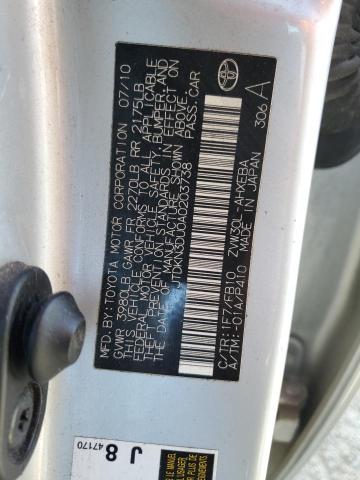 MFD. BY: TOYOTA MOTOR CORPORATION 07/10
GVWR 3980LB GAWR FR 2270LB RR 2175LB
THIS VEHICLE CONFORMS TO ALL APPLICABLE
FEDERAL MOTOR VEHICLE SAFETY, BUMPER, AND
THEFT PREVENTION STANDARDS IN EFFECT ON
THE DATE OF MANUFACTURE SHOWN ABOVE.
JTDKN3DU0A0203738 PASS. CAR
C/TR: 1F7/FB10 ZVW30L-AHXEBA
A/TM: -01A/P410 MADE IN JAPAN
306 A
J 8
47170